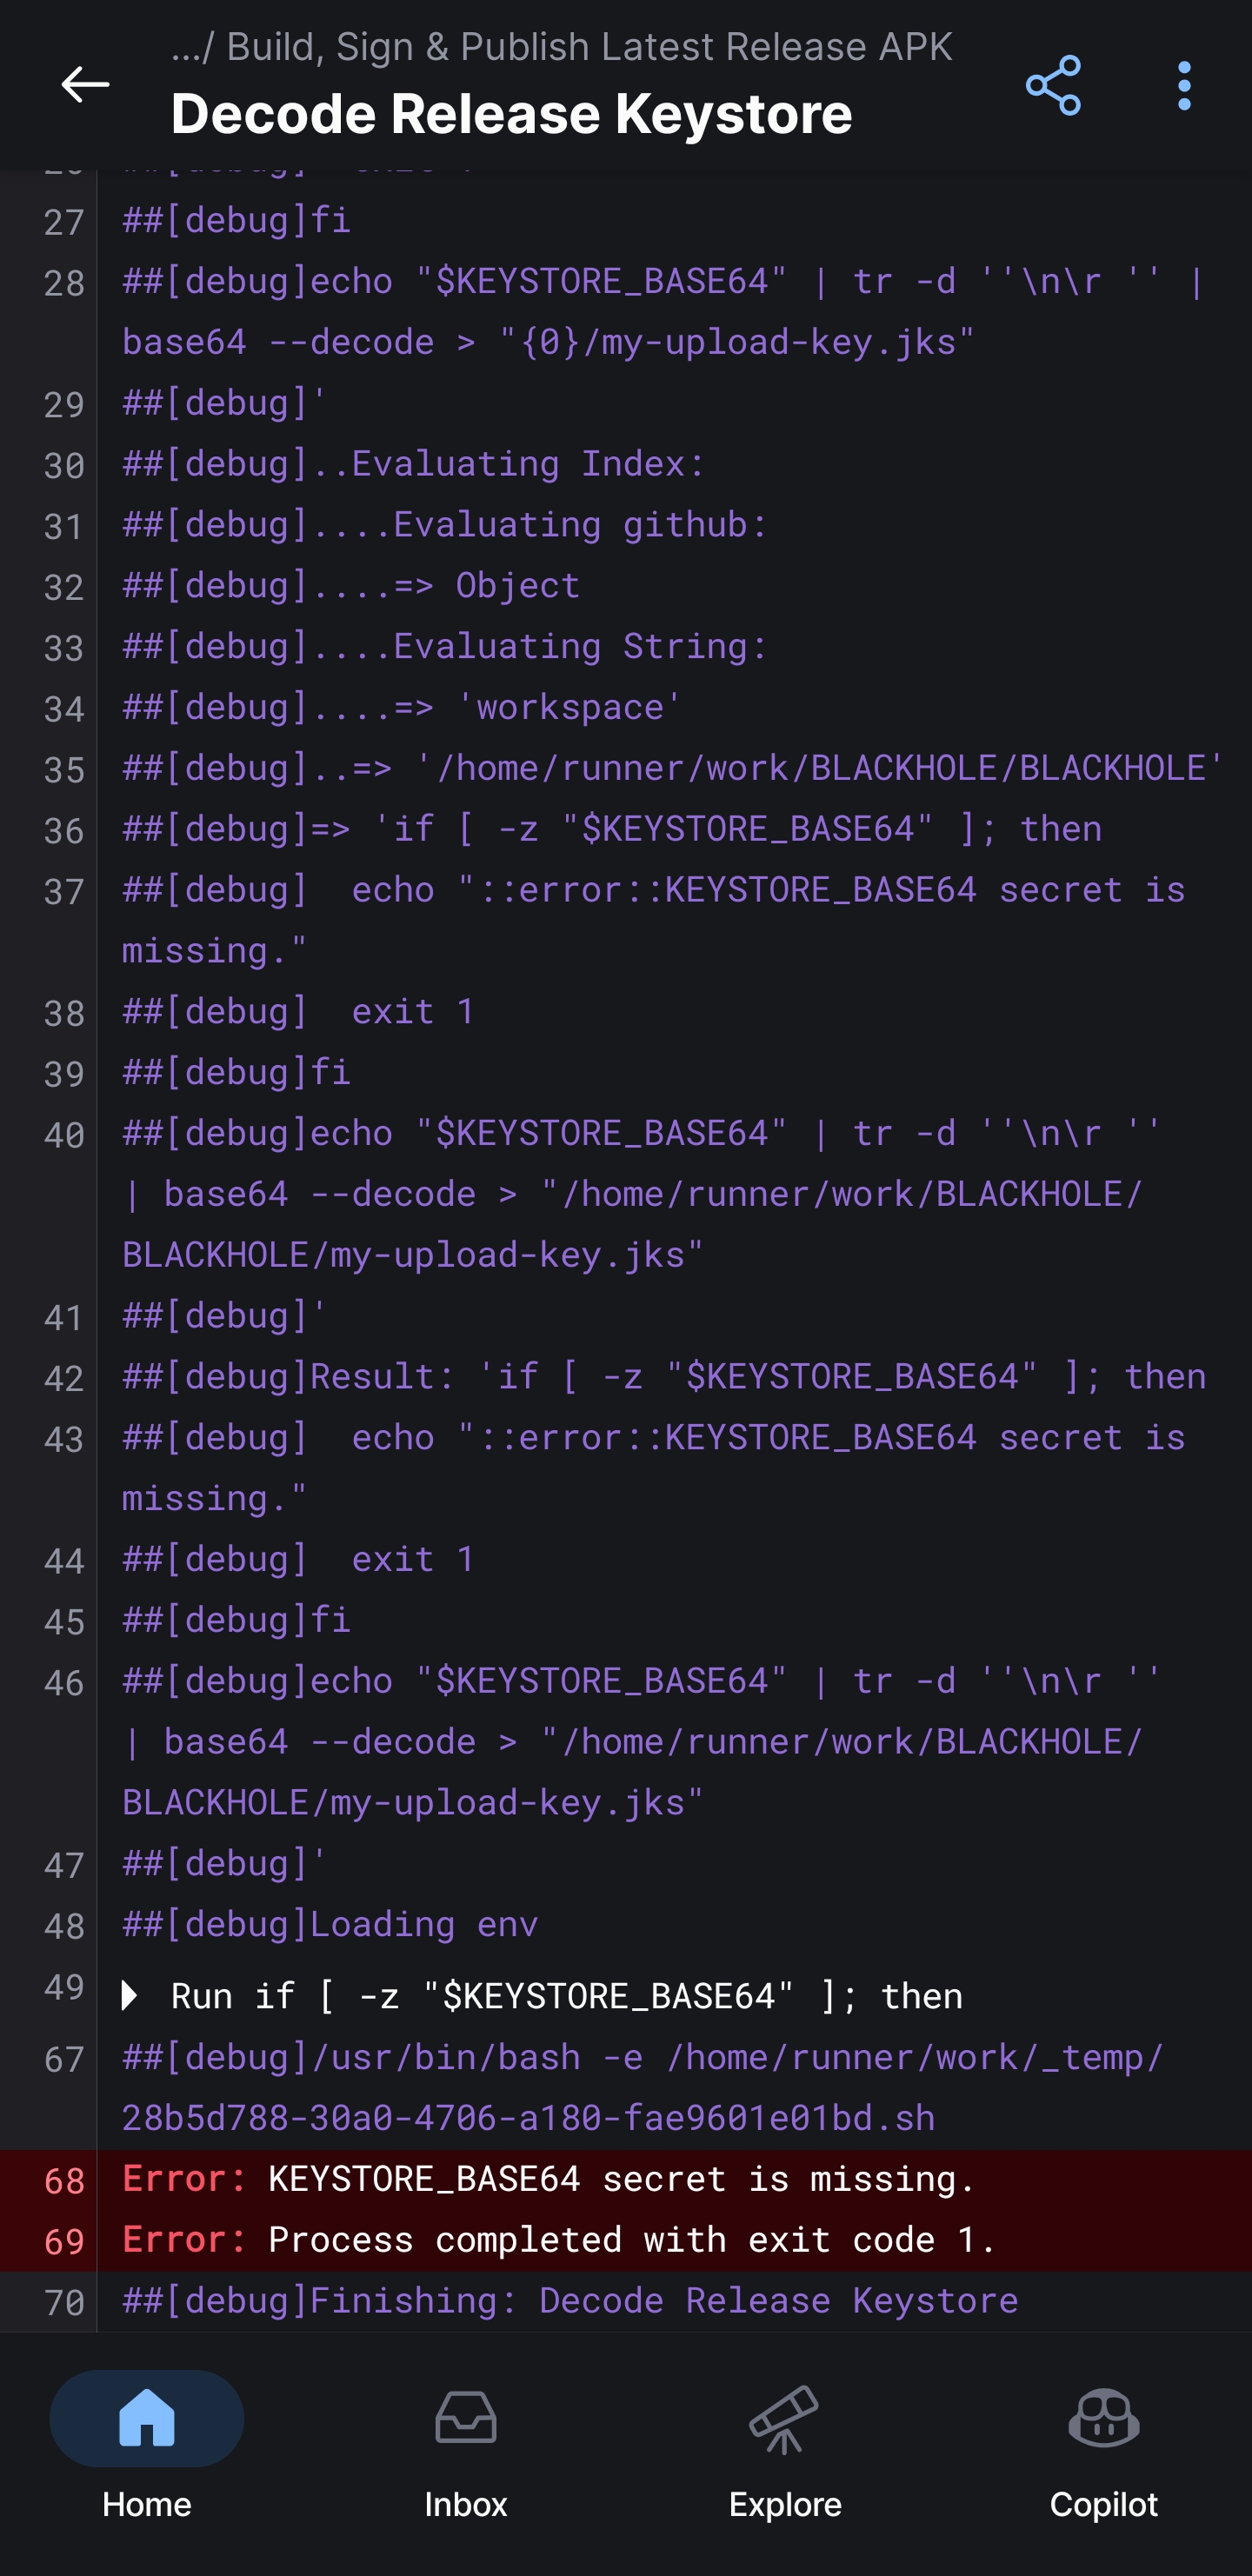 .../ Build, Sign & Publish Latest Release APK
Decode Release Keystore
27 ##[debug]fi
28 ##[debug]echo "$KEYSTORE_BASE64" | tr -d ''\n\r '' |
base64 --decode > "{0}/my-upload-key.jks"
29 ##[debug]'
30 ##[debug]..Evaluating Index:
31 ##[debug]....Evaluating github:
32 ##[debug]....=> Object
33 ##[debug]....Evaluating String:
34 ##[debug]....=> 'workspace'
35 ##[debug]..=> '/home/runner/work/BLACKHOLE/BLACKHOLE'
36 ##[debug]=> 'if [ -z "$KEYSTORE_BASE64" ]; then
37 ##[debug]  echo "::error::KEYSTORE_BASE64 secret is
missing."
38 ##[debug]  exit 1
39 ##[debug]fi
40 ##[debug]echo "$KEYSTORE_BASE64" | tr -d ''\n\r ''
| base64 --decode > "/home/runner/work/BLACKHOLE/
BLACKHOLE/my-upload-key.jks"
41 ##[debug]'
42 ##[debug]Result: 'if [ -z "$KEYSTORE_BASE64" ]; then
43 ##[debug]  echo "::error::KEYSTORE_BASE64 secret is
missing."
44 ##[debug]  exit 1
45 ##[debug]fi
46 ##[debug]echo "$KEYSTORE_BASE64" | tr -d ''\n\r ''
| base64 --decode > "/home/runner/work/BLACKHOLE/
BLACKHOLE/my-upload-key.jks"
47 ##[debug]'
48 ##[debug]Loading env
49 Run if [ -z "$KEYSTORE_BASE64" ]; then
67 ##[debug]/usr/bin/bash -e /home/runner/work/_temp/
28b5d788-30a0-4706-a180-fae9601e01bd.sh
68 Error: KEYSTORE_BASE64 secret is missing.
69 Error: Process completed with exit code 1.
70 ##[debug]Finishing: Decode Release Keystore
Home Inbox Explore Copilot